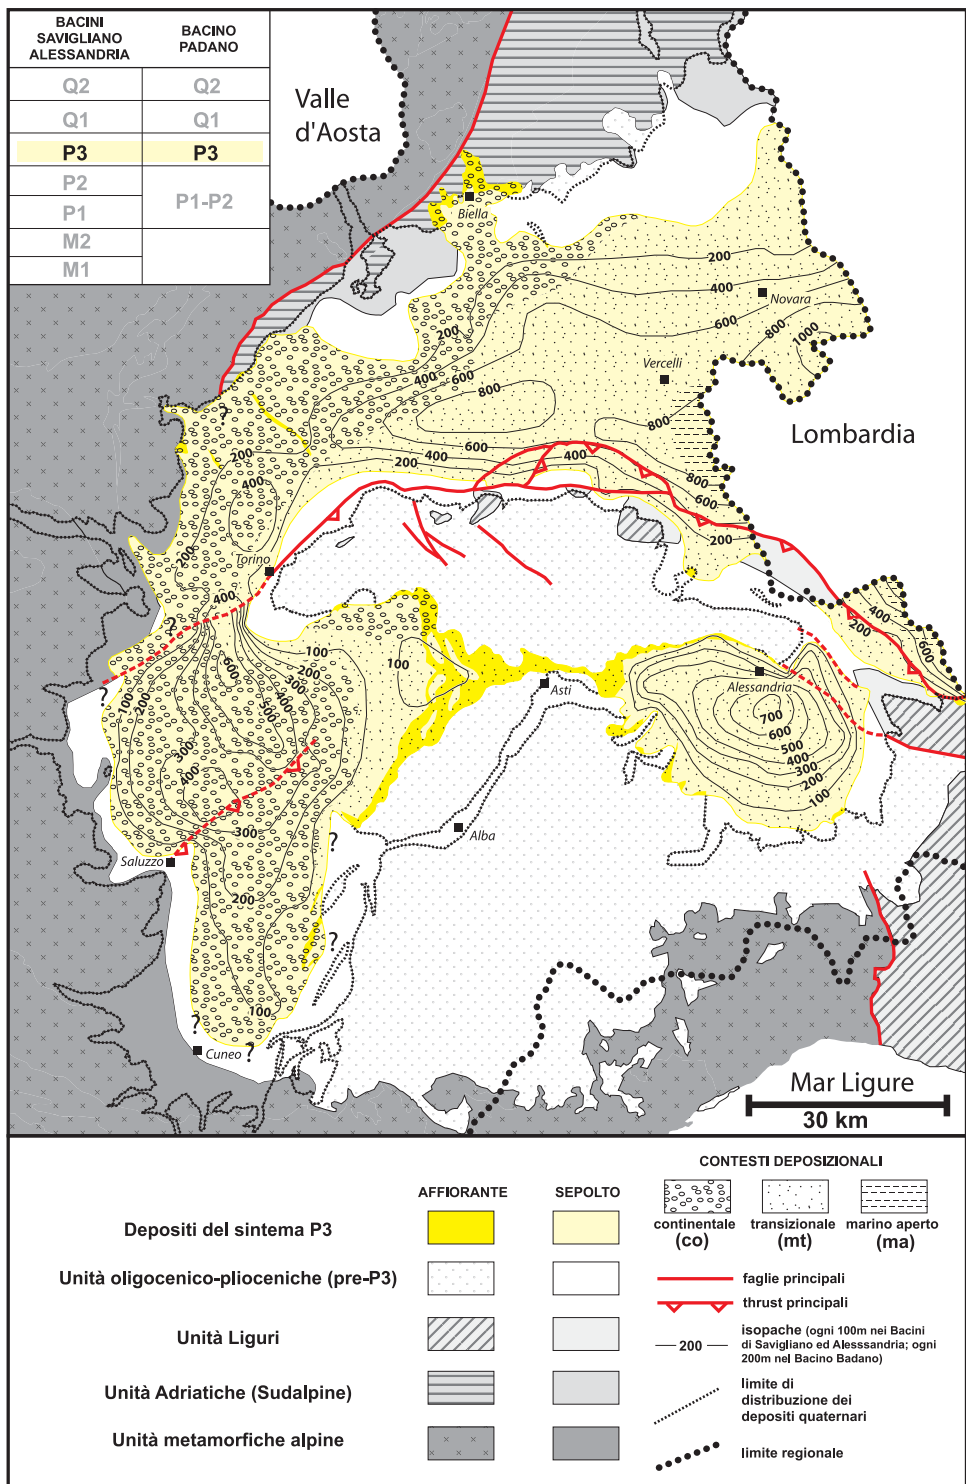 BACINI
SAVIGLIANO
ALESSANDRIA
BACINO
PADANO
Q2
Q2
Q1
Q1
P3
P3
P2
P1
P1-P2
M2
M1
Valle
d'Aosta
Biella
200
400
Novara
600
800
1000
200
Vercelli
400
600
800
Lombardia
800
?
600
400
200
400
200
400
800
600
200
200
Torino
400
?
400
200
600
?
100
200
600
500
400
300
200
100
100
Asti
Alessandria
700
600
500
400
300
200
100
300
400
300
?
Alba
Saluzzo
200
?
100
?
?
Cuneo
Mar Ligure
30 km
CONTESTI DEPOSIZIONALI
AFFIORANTE
SEPOLTO
continentale
(co)
transizionale
(mt)
marino aperto
(ma)
Depositi del sintema P3
Unità oligocenico-plioceniche (pre-P3)
faglie principali
thrust principali
Unità Liguri
200
isopache (ogni 100m nei Bacini
di Savigliano ed Alesssandria; ogni
200m nel Bacino Badano)
Unità Adriatiche (Sudalpine)
limite di
distribuzione dei
depositi quaternari
Unità metamorfiche alpine
limite regionale